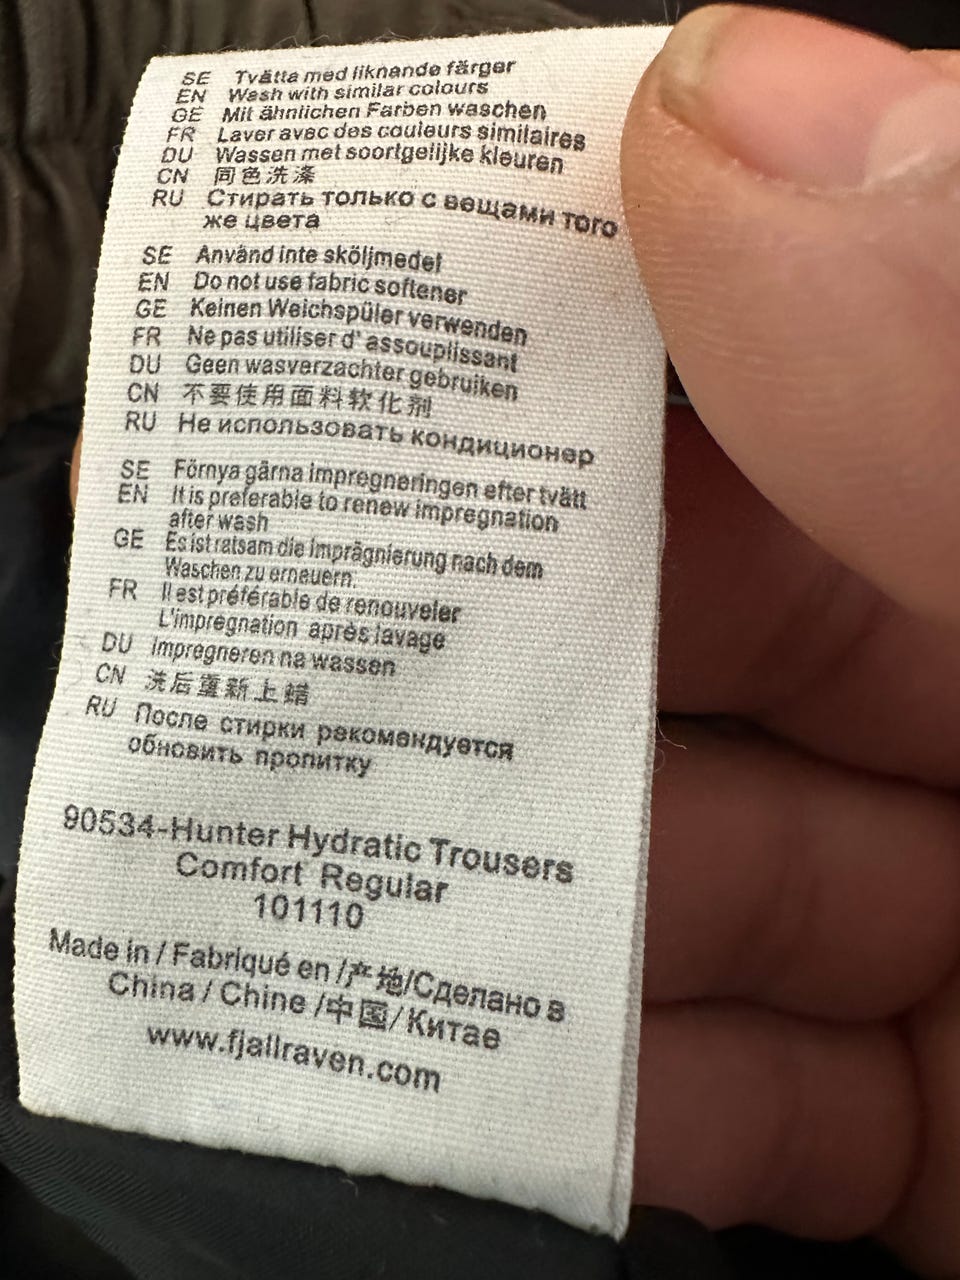 SE Tvätta med liknande färger
EN Wash with similar colours
GE Mit ähnlichen Farben waschen
FR Laver avec des couleurs similaires
DU Wassen met soortgelijke kleuren
CN 同色洗涤
RU Стирать только с вещами того
же цвета
SE Använd inte sköljmedel
EN Do not use fabric softener
GE Keinen Weichspüler verwenden
FR Ne pas utiliser d' assouplissant
DU Geen wasverzachter gebruiken
CN 不要使用面料软化剂
RU Не использовать кондиционер
SE Förnya gärna impregneringen efter tvätt
EN It is preferable to renew impregnation
after wash
GE Es ist ratsam die imprägnierung nach dem
Waschen zu erneuern.
FR Il est préférable de renouveler
L'impregnation après lavage
DU Impregneren na wassen
CN 洗后重新上蜡
RU После стирки рекомендуется
обновить пропитку
90534-Hunter Hydratic Trousers
Comfort Regular
101110
Made in / Fabriqué en /产地/Сделано в
China / Chine /中国/Китае
www.fjallraven.com